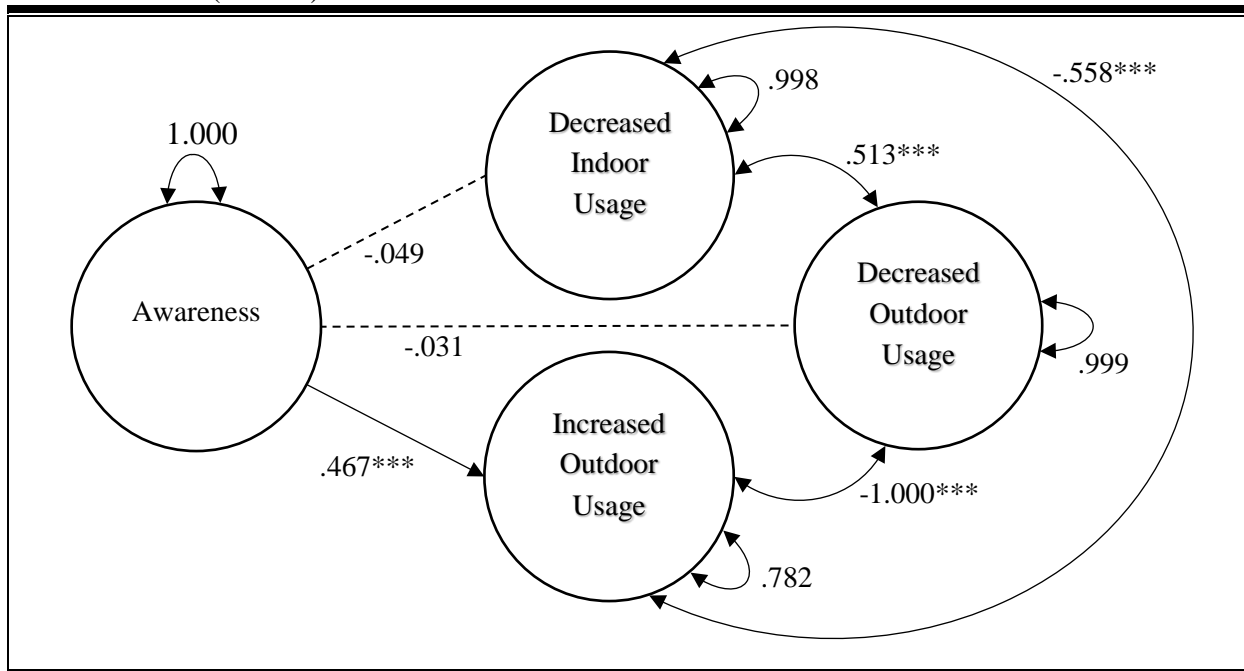 1.000
Awareness
Decreased
Indoor
Usage
.998
-.558***
.513***
-.049
Decreased
Outdoor
Usage
.999
-.031
Increased
Outdoor
Usage
.467***
-1.000***
.782